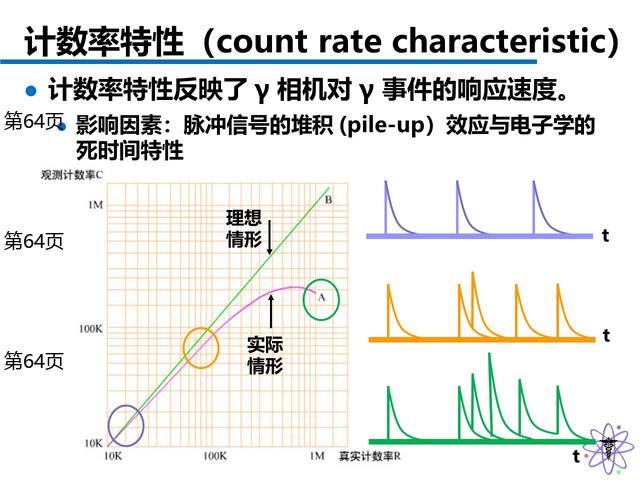 计数率特性（count rate characteristic）
计数率特性反映了 γ 相机对 γ 事件的响应速度。
第64页
影响因素：脉冲信号的堆积 (pile-up）效应与电子学的
死时间特性
观测计数率C
1M
B
理想
情形
t
第64页
A
100K
实际
情形
t
第64页
10K
10K
100K
1M
真实计数率R
t